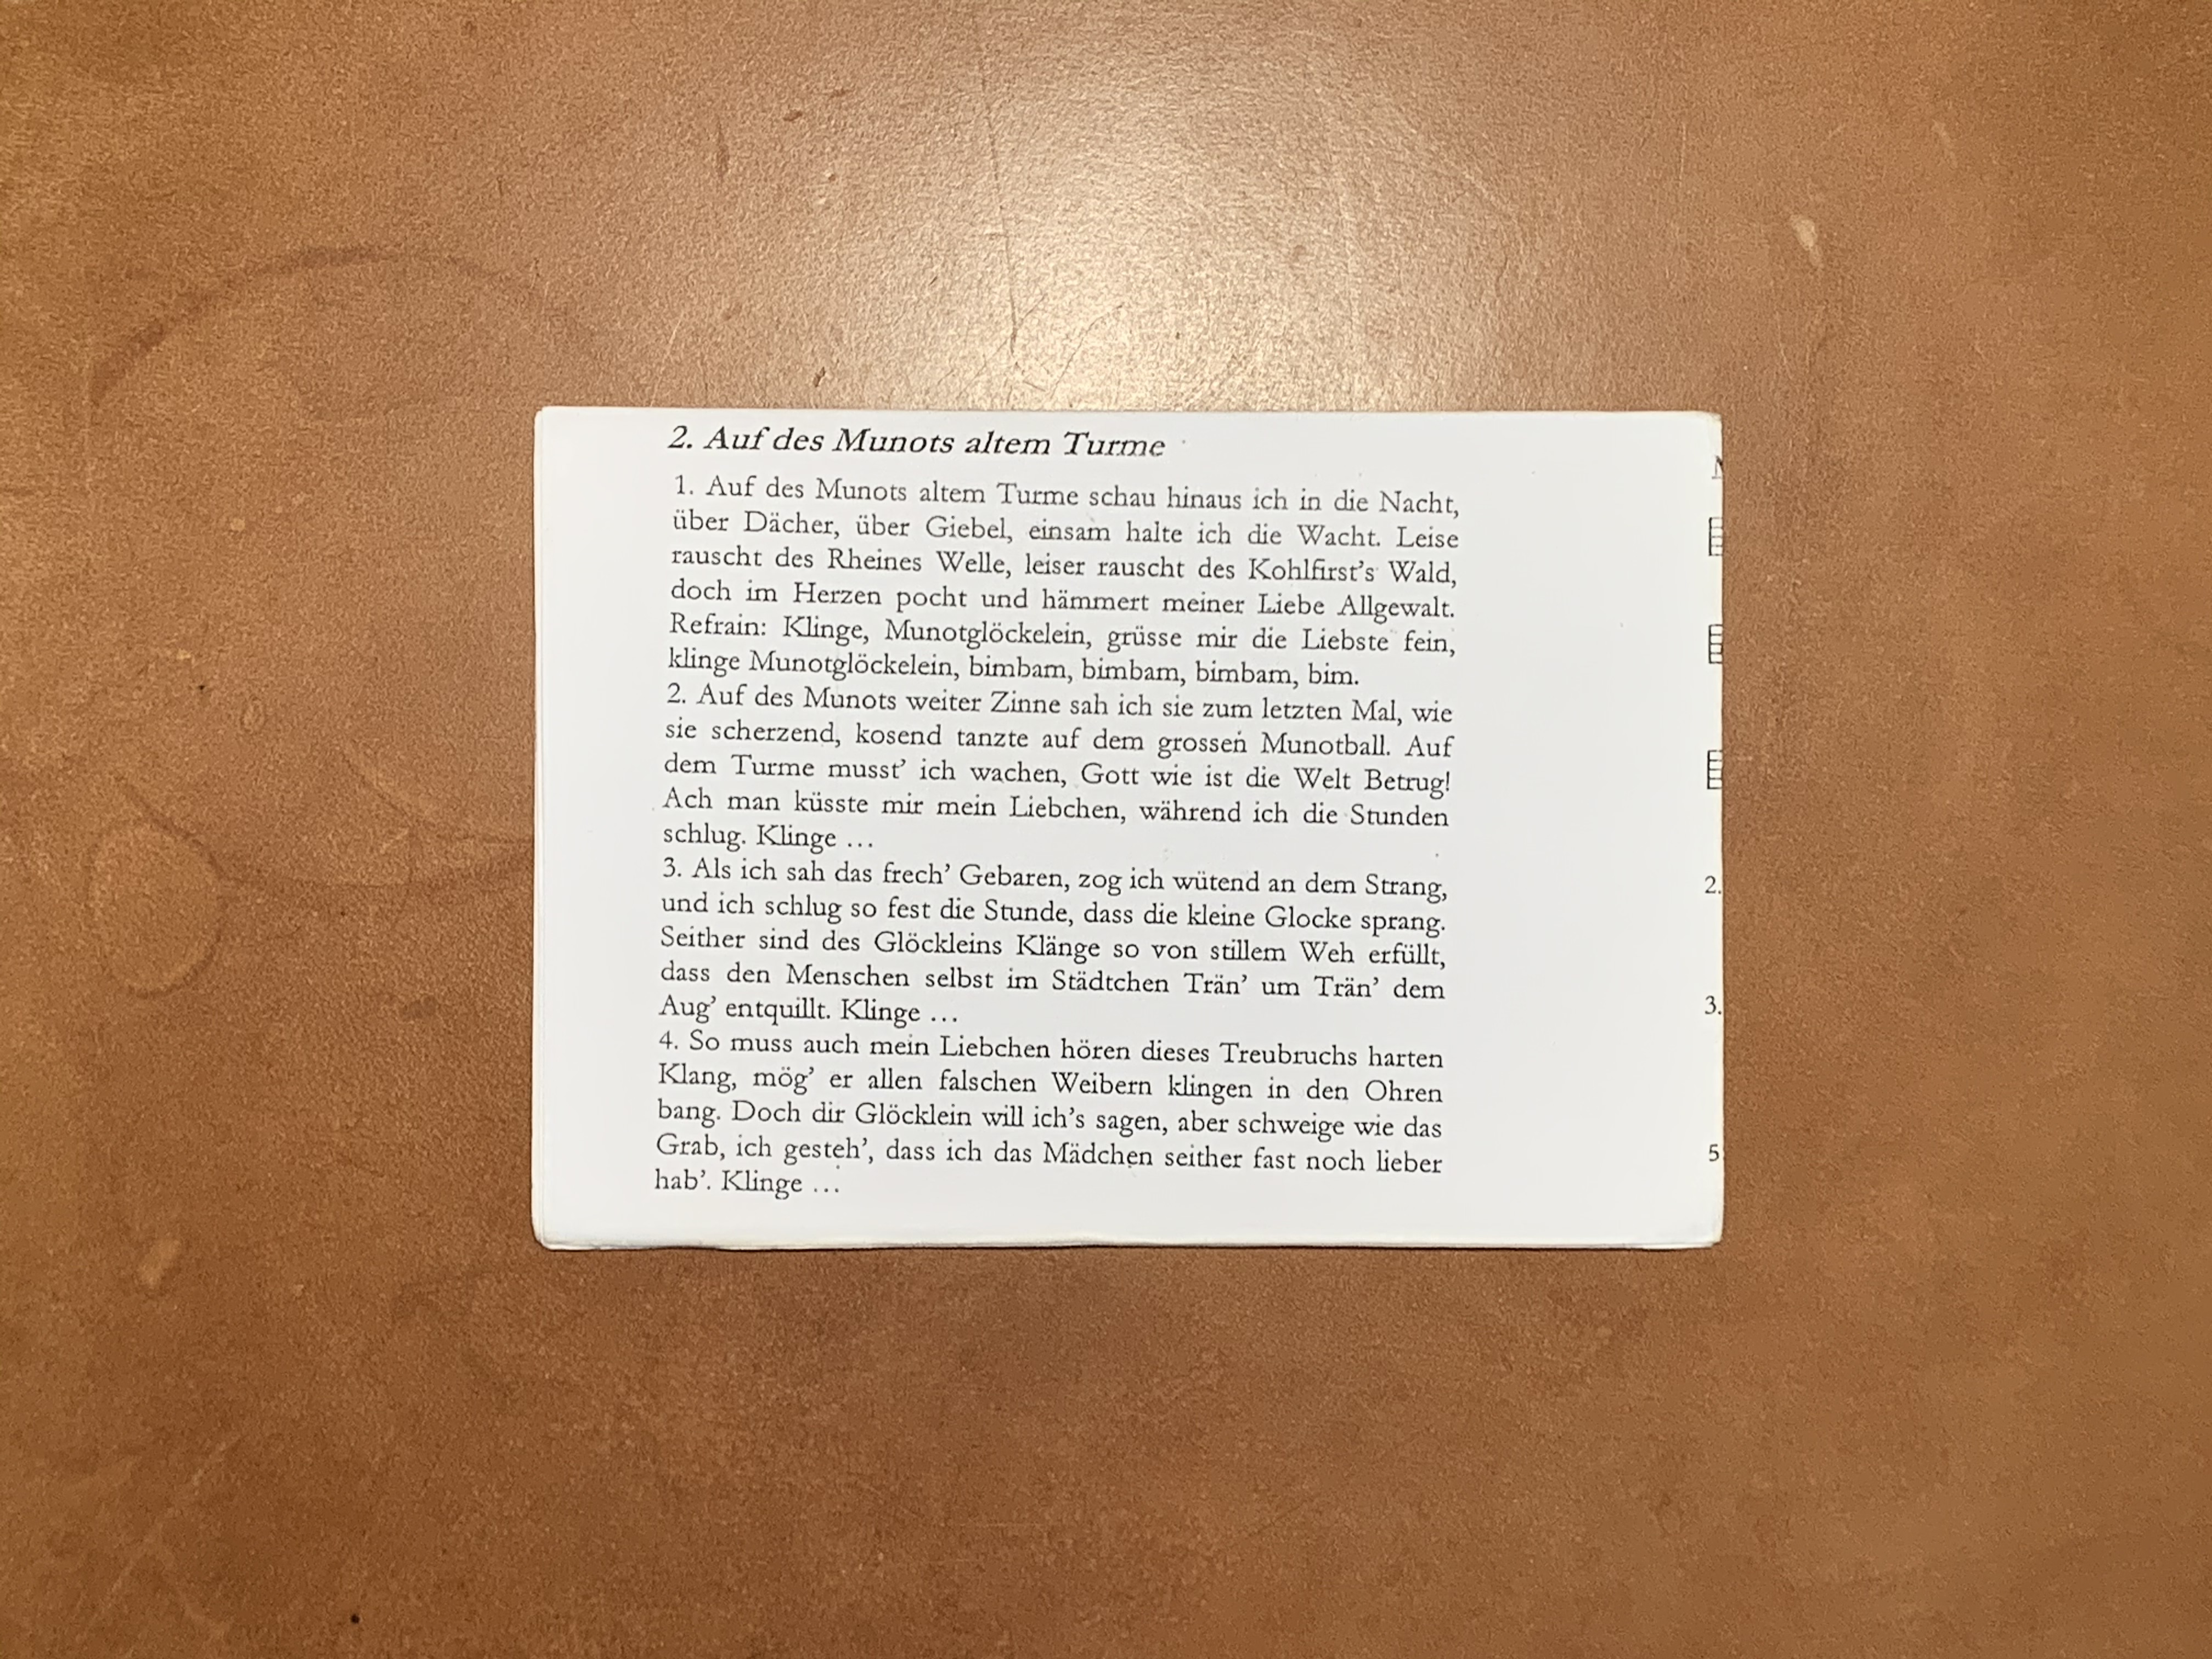 2. Auf des Munots altem Turme
1. Auf des Munots altem Turme schau hinaus ich in die Nacht,
über Dächer, über Giebel, einsam halte ich die Wacht. Leise
rauscht des Rheines Welle, leiser rauscht des Kohlfirst’s Wald,
doch im Herzen pocht und hämmert meiner Liebe Allgewalt.
Refrain: Klinge, Munotglöckelein, grüsse mir die Liebste fein,
klinge Munotglöckelein, bimbam, bimbam, bimbam, bim.
2. Auf des Munots weiter Zinne sah ich sie zum letzten Mal, wie
sie scherzend, kosend tanzte auf dem grossen Munotball. Auf
dem Turme musst’ ich wachen, Gott wie ist die Welt Betrug!
Ach man küsste mir mein Liebchen, während ich die Stunden
schlug. Klinge ...
3. Als ich sah das frech’ Gebaren, zog ich wütend an dem Strang,
und ich schlug so fest die Stunde, dass die kleine Glocke sprang.
Seither sind des Glöckleins Klänge so von stillem Weh erfüllt,
dass den Menschen selbst im Städtchen Trän’ um Trän’ dem
Aug’ entquillt. Klinge ...
4. So muss auch mein Liebchen hören dieses Treubruchs harten
Klang, mög’ er allen falschen Weibern klingen in den Ohren
bang. Doch dir Glöcklein will ich’s sagen, aber schweige wie das
Grab, ich gesteh’, dass ich das Mädchen seither fast noch lieber
hab’. Klinge ...
2.
3.
5